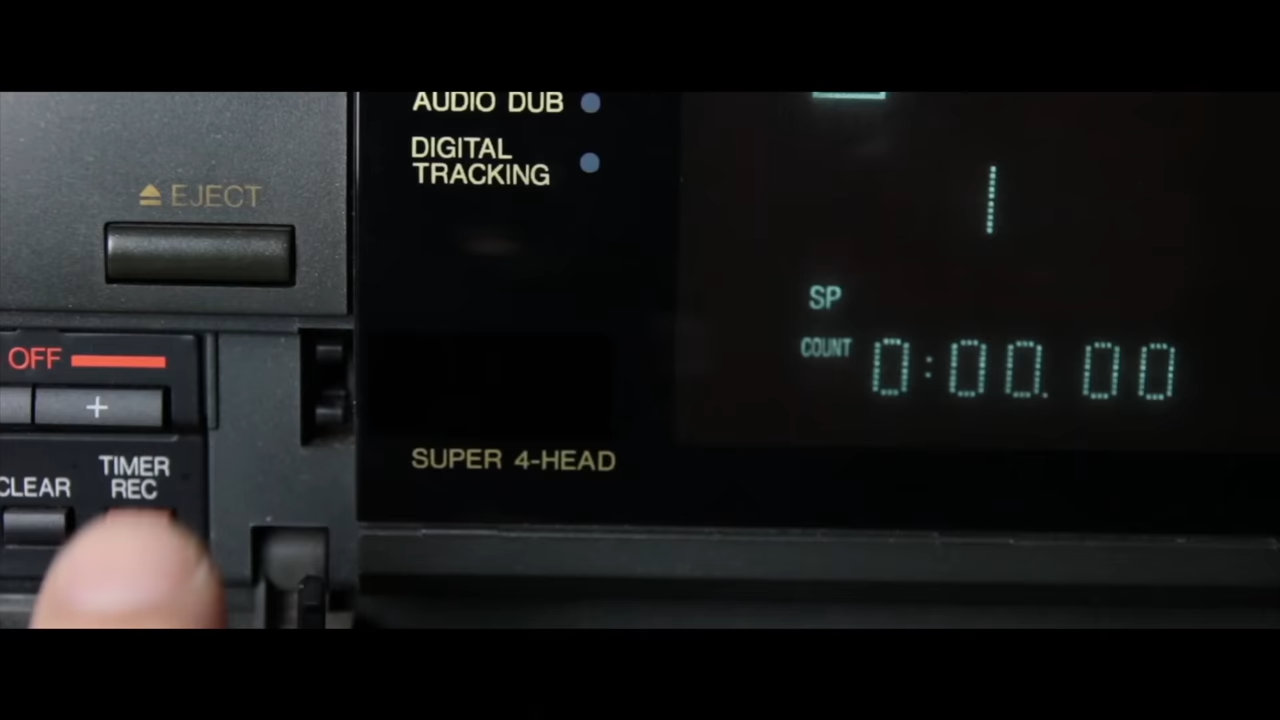 AUDIO DUB
DIGITAL
TRACKING
EJECT
SP
COUNT 0:00.00
OFF
+
SUPER 4-HEAD
CLEAR
TIMER
REC